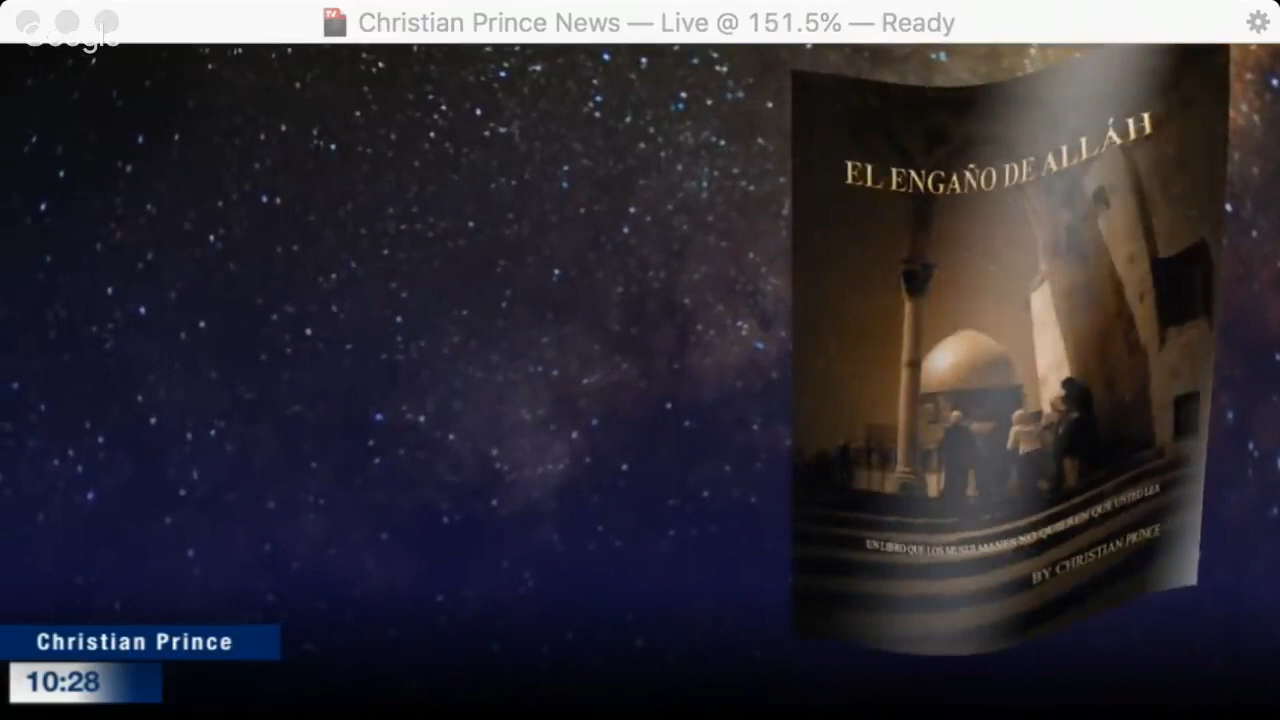 Christian Prince News — Live @ 151.5% — Ready
Google
EL ENGAÑO DE ALLÁH
UN LIBRO QUE LOS MUSULMANES NO QUIEREN QUE USTED LEA
BY CHRISTIAN PRINCE
Christian Prince
10:28